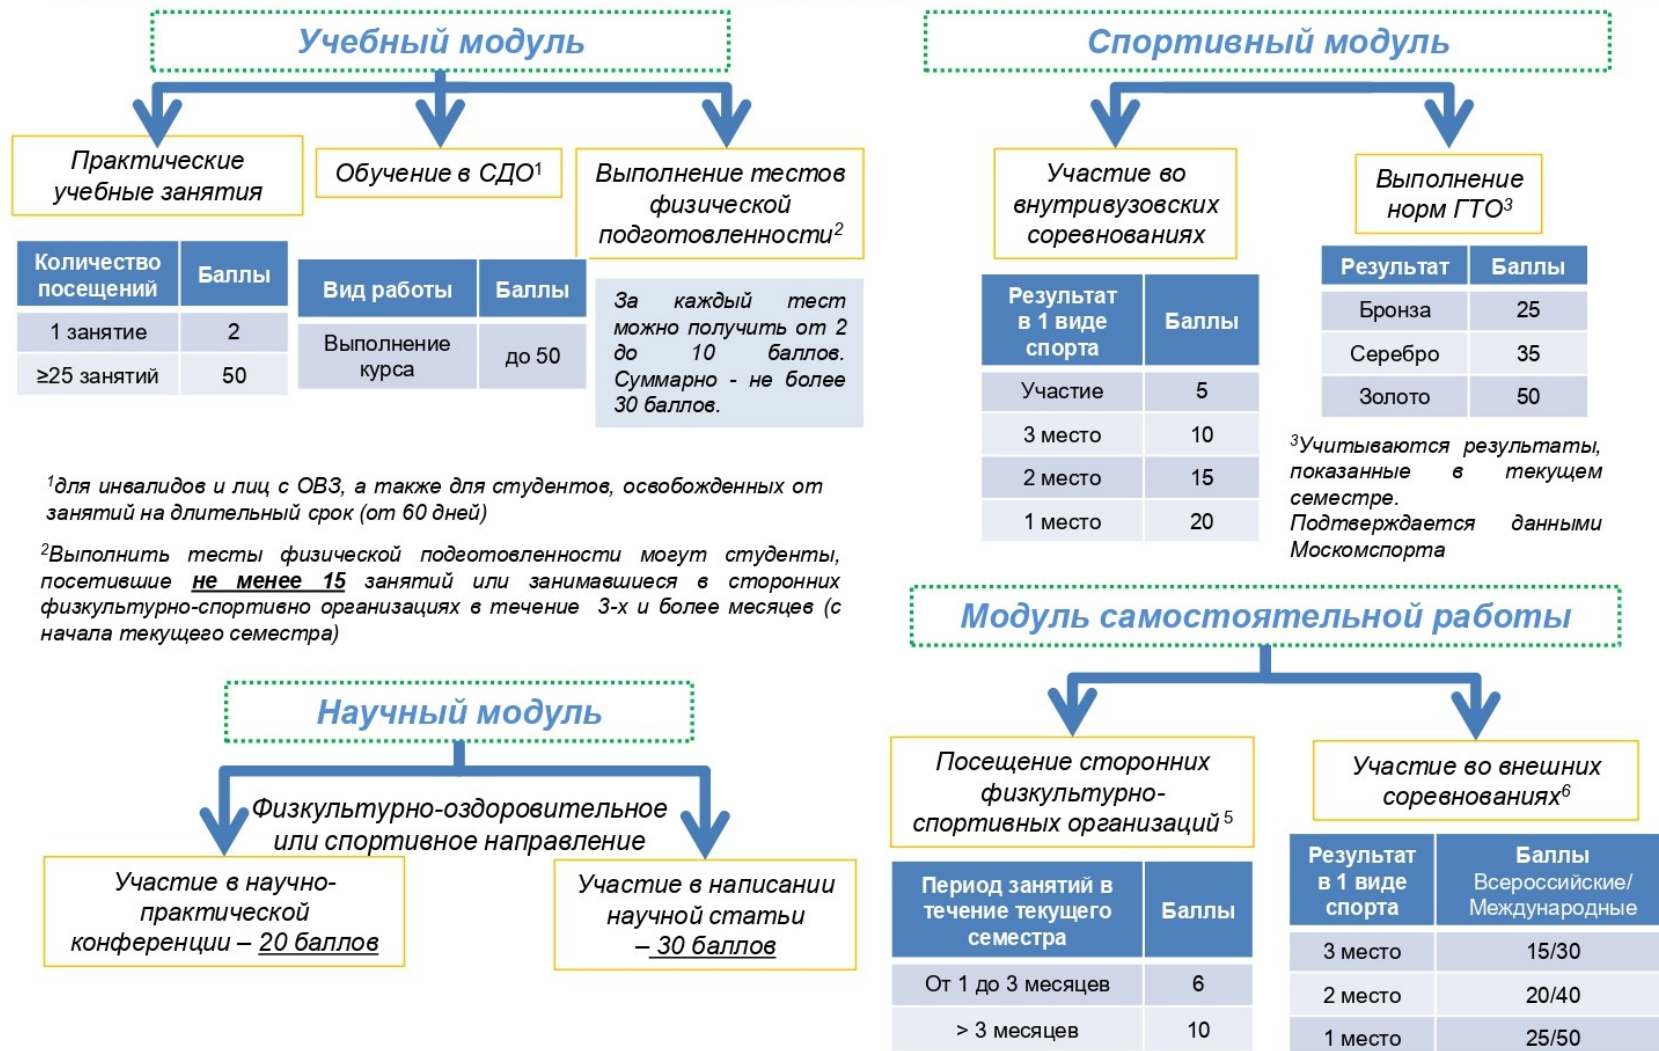 Учебный модуль
Практические
учебные занятия
Обучение в СДО¹
Выполнение тестов
физической
подготовленности²
Количество
посещений
Баллы
1 занятие
2
≥25 занятий
50
Вид работы
Баллы
Выполнение
курса
до 50
За каждый тест
можно получить от 2
до 10 баллов.
Суммарно - не более
30 баллов.
¹для инвалидов и лиц с ОВЗ, а также для студентов, освобожденных от
занятий на длительный срок (от 60 дней)
²Выполнить тесты физической подготовленности могут студенты,
посетившие не менее 15 занятий или занимавшиеся в сторонних
физкультурно-спортивно организациях в течение 3-х и более месяцев (с
начала текущего семестра)
Спортивный модуль
Участие во
внутривузовских
соревнованиях
Выполнение
норм ГТО³
Результат
в 1 виде
спорта
Баллы
Участие
5
3 место
10
2 место
15
1 место
20
Результат
Баллы
Бронза
25
Серебро
35
Золото
50
³Учитываются результаты,
показанные в текущем
семестре.
Подтверждается данными
Москомспорта
Научный модуль
Физкультурно-оздоровительное
или спортивное направление
Участие в научно-
практической
конференции – 20 баллов
Участие в написании
научной статьи
– 30 баллов
Модуль самостоятельной работы
Посещение сторонних
физкультурно-
спортивных организаций ⁵
Участие во внешних
соревнованиях⁶
Период занятий в
течение текущего
семестра
Баллы
От 1 до 3 месяцев
6
> 3 месяцев
10
Результат
в 1 виде
спорта
Баллы
Всероссийские/
Международные
3 место
15/30
2 место
20/40
1 место
25/50